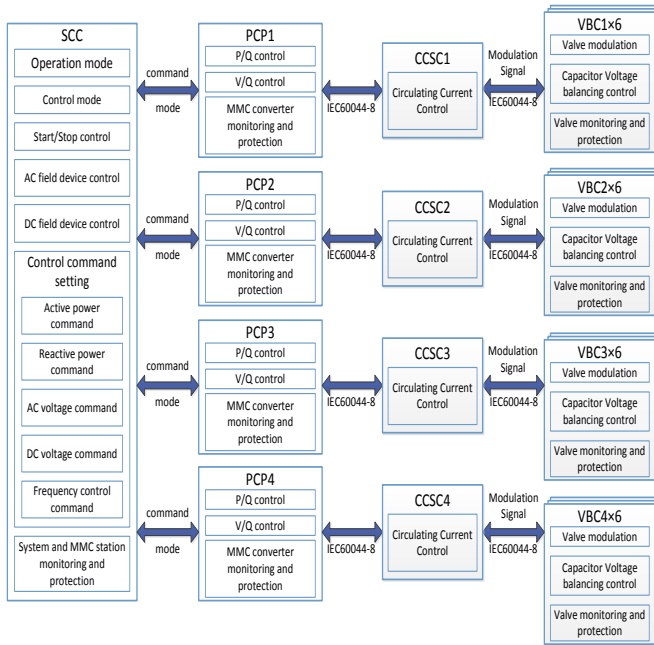 SCC
Operation mode
Control mode
Start/Stop control
AC field device control
DC field device control
Control command
setting
Active power
command
Reactive power
command
AC voltage command
DC voltage command
Frequency control
command
System and MMC station
monitoring and
protection
command
mode
PCP1
P/Q control
V/Q control
MMC converter
monitoring and
protection
IEC60044-8
CCSC1
Circulating Current
Control
Modulation
Signal
IEC60044-8
VBC1×6
Valve modulation
Capacitor Voltage
balancing control
Valve monitoring and
protection
command
mode
PCP2
P/Q control
V/Q control
MMC converter
monitoring and
protection
IEC60044-8
CCSC2
Circulating Current
Control
Modulation
Signal
IEC60044-8
VBC2×6
Valve modulation
Capacitor Voltage
balancing control
Valve monitoring and
protection
command
mode
PCP3
P/Q control
V/Q control
MMC converter
monitoring and
protection
IEC60044-8
CCSC3
Circulating Current
Control
Modulation
Signal
IEC60044-8
VBC3×6
Valve modulation
Capacitor Voltage
balancing control
Valve monitoring and
protection
command
mode
PCP4
P/Q control
V/Q control
MMC converter
monitoring and
protection
IEC60044-8
CCSC4
Circulating Current
Control
Modulation
Signal
IEC60044-8
VBC4×6
Valve modulation
Capacitor Voltage
balancing control
Valve monitoring and
protection